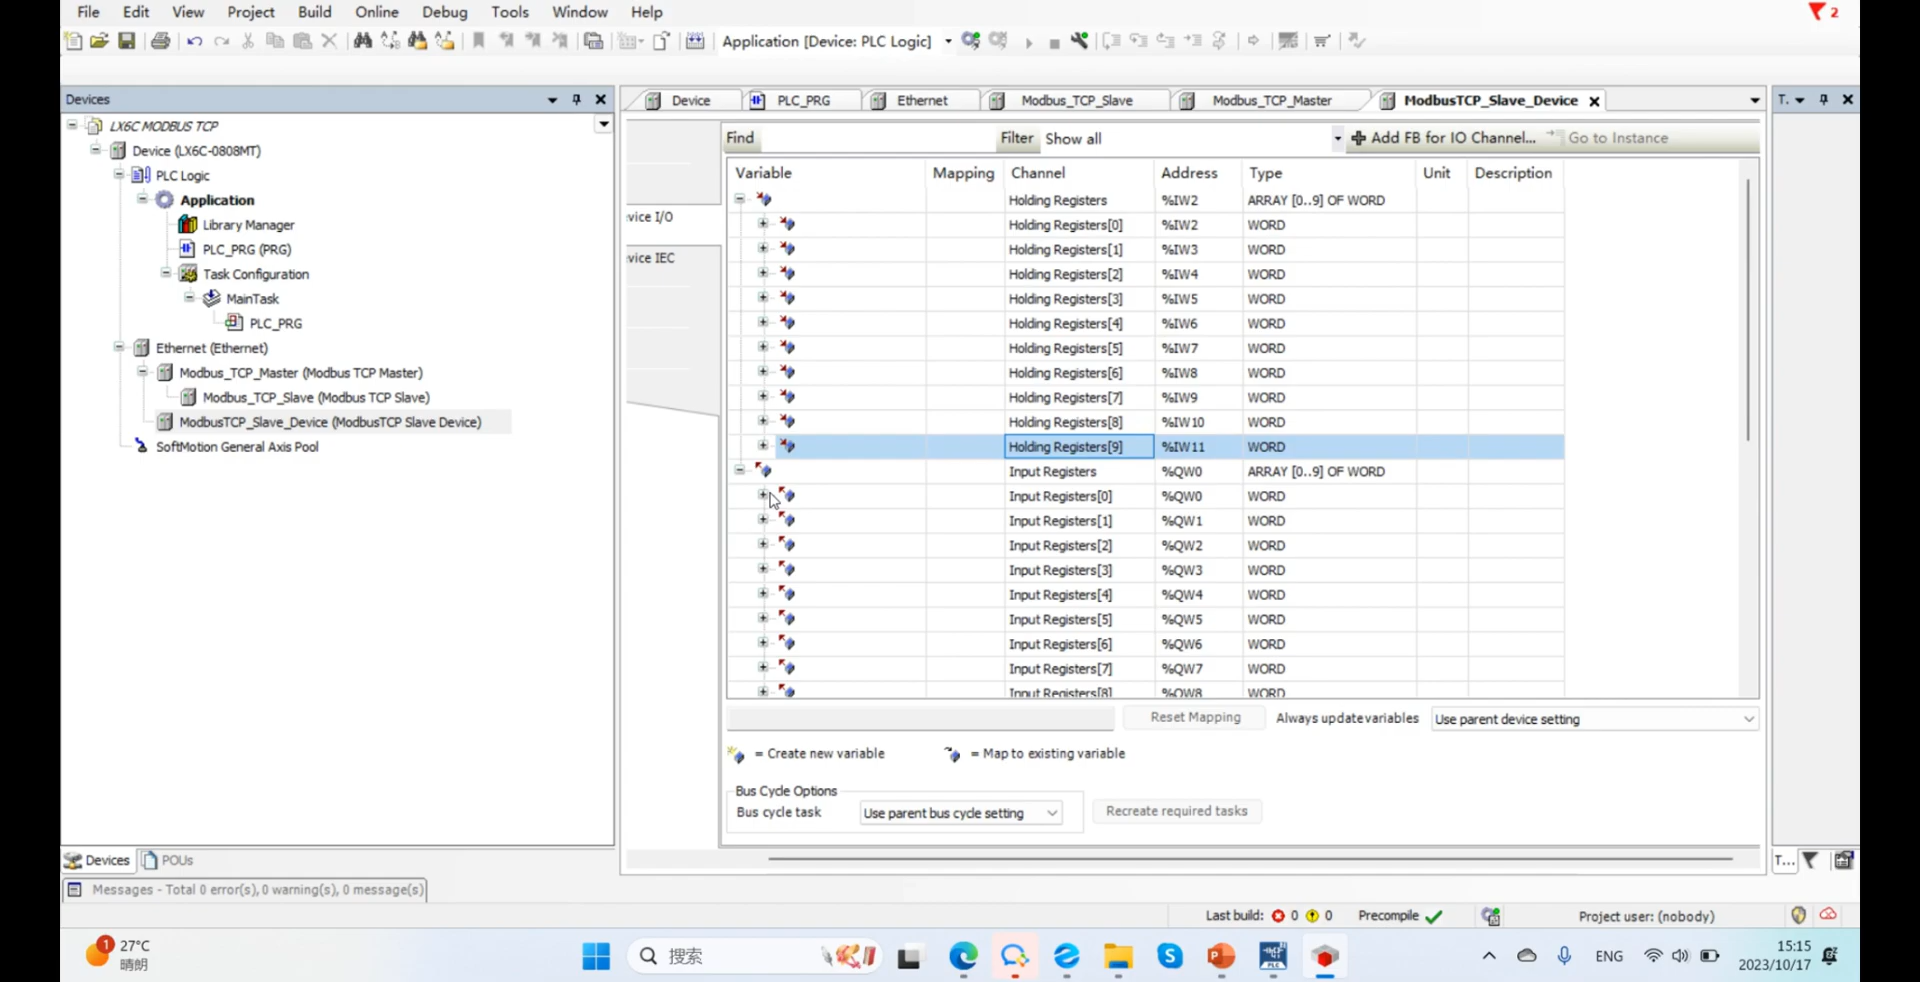 File Edit View Project Build Online Debug Tools Window Help
2
Application [Device: PLC Logic]
Devices
Device PLC_PRG Ethernet Modbus_TCP_Slave Modbus_TCP_Master ModbusTCP_Slave_Device
T.
LX6C MODBUS TCP
Device (LX6C-0808MT)
PLC Logic
Application
Library Manager
PLC_PRG (PRG)
Task Configuration
MainTask
PLC_PRG
Ethernet (Ethernet)
Modbus_TCP_Master (Modbus TCP Master)
Modbus_TCP_Slave (Modbus TCP Slave)
ModbusTCP_Slave_Device (ModbusTCP Slave Device)
SoftMotion General Axis Pool
vice I/O
vice IEC
Find Filter Show all Add FB for IO Channel... Go to Instance
Variable Mapping Channel Address Type Unit Description
Holding Registers %IW2 ARRAY [0..9] OF WORD
Holding Registers[0] %IW2 WORD
Holding Registers[1] %IW3 WORD
Holding Registers[2] %IW4 WORD
Holding Registers[3] %IW5 WORD
Holding Registers[4] %IW6 WORD
Holding Registers[5] %IW7 WORD
Holding Registers[6] %IW8 WORD
Holding Registers[7] %IW9 WORD
Holding Registers[8] %IW10 WORD
Holding Registers[9] %IW11 WORD
Input Registers %QW0 ARRAY [0..9] OF WORD
Input Registers[0] %QW0 WORD
Input Registers[1] %QW1 WORD
Input Registers[2] %QW2 WORD
Input Registers[3] %QW3 WORD
Input Registers[4] %QW4 WORD
Input Registers[5] %QW5 WORD
Input Registers[6] %QW6 WORD
Input Registers[7] %QW7 WORD
Input Registers[8] %QW8 WORD
Reset Mapping Always update variables Use parent device setting
= Create new variable = Map to existing variable
Bus Cycle Options
Bus cycle task Use parent bus cycle setting Recreate required tasks
Devices POUs
T...
Messages - Total 0 error(s), 0 warning(s), 0 message(s)
Last build: 0 0 Precompile Project user: (nobody)
1 27°C
晴朗
搜索
ENG
15:15
2023/10/17